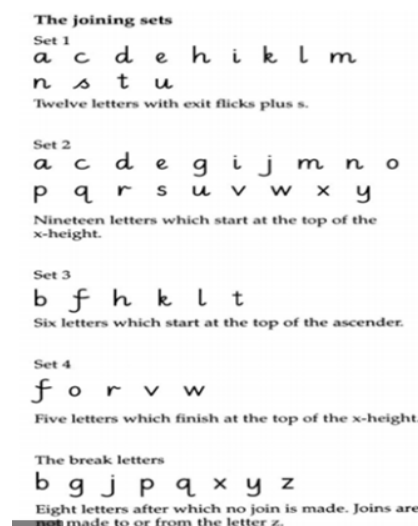 The joining sets
Set 1
a c d e h i k l m
n s t u
Twelve letters with exit flicks plus s.
Set 2
a c d e g i j m n o
p q r s u v w x y
Nineteen letters which start at the top of the
x-height.
Set 3
b f h k l t
Six letters which start at the top of the ascender.
Set 4
f o r v w
Five letters which finish at the top of the x-height
The break letters
b g j p q x y z
Eight letters after which no join is made. Joins are
not made to or from the letter z.